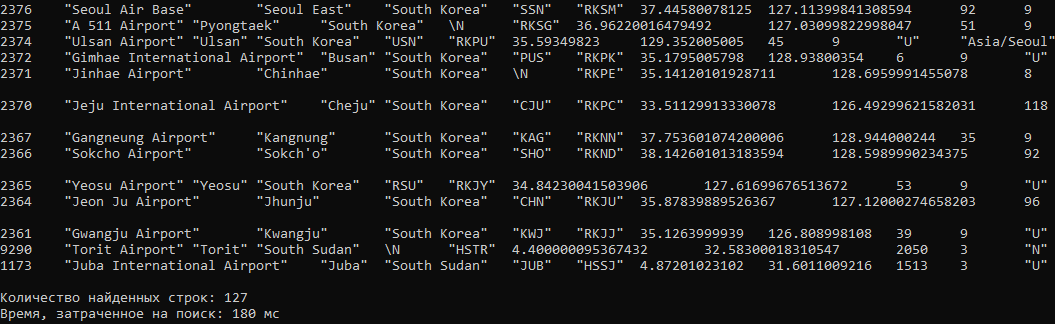 2376 "Seoul Air Base" "Seoul East" "South Korea" "SSN" "RKSM" 37.44580078125 127.11399841308594 92 9
2375 "A 511 Airport" "Pyongtaek" "South Korea" \N "RKSG" 36.96220016479492 127.03099822998047 51 9
2374 "Ulsan Airport" "Ulsan" "South Korea" "USN" "RKPU" 35.59349823 129.352005005 45 9 "U" "Asia/Seoul"
2372 "Gimhae International Airport" "Busan" "South Korea" "PUS" "RKPK" 35.1795005798 128.93800354 6 9 "U"
2371 "Jinhae Airport" "Chinhae" "South Korea" \N "RKPE" 35.14120101928711 128.6959991455078 8
2370 "Jeju International Airport" "Cheju" "South Korea" "CJU" "RKPC" 33.51129913330078 126.49299621582031 118
2367 "Gangneung Airport" "Kangnung" "South Korea" "KAG" "RKNN" 37.753601074200006 128.944000244 35 9
2366 "Sokcho Airport" "Sokch'o" "South Korea" "SHO" "RKND" 38.142601013183594 128.5989990234375 92
2365 "Yeosu Airport" "Yeosu" "South Korea" "RSU" "RKJY" 34.84230041503906 127.61699676513672 53 9 "U"
2364 "Jeon Ju Airport" "Jhunju" "South Korea" "CHN" "RKJU" 35.87839889526367 127.12000274658203 96
2361 "Gwangju Airport" "Kwangju" "South Korea" "KWJ" "RKJJ" 35.1263999939 126.808998108 39 9 "U"
9290 "Torit Airport" "Torit" "South Sudan" \N "HSTR" 4.400000095367432 32.58300018310547 2050 3 "N"
1173 "Juba International Airport" "Juba" "South Sudan" "JUB" "HSSJ" 4.87201023102 31.6011009216 1513 3 "U"
Количество найденных строк: 127
Время, затраченное на поиск: 180 мс